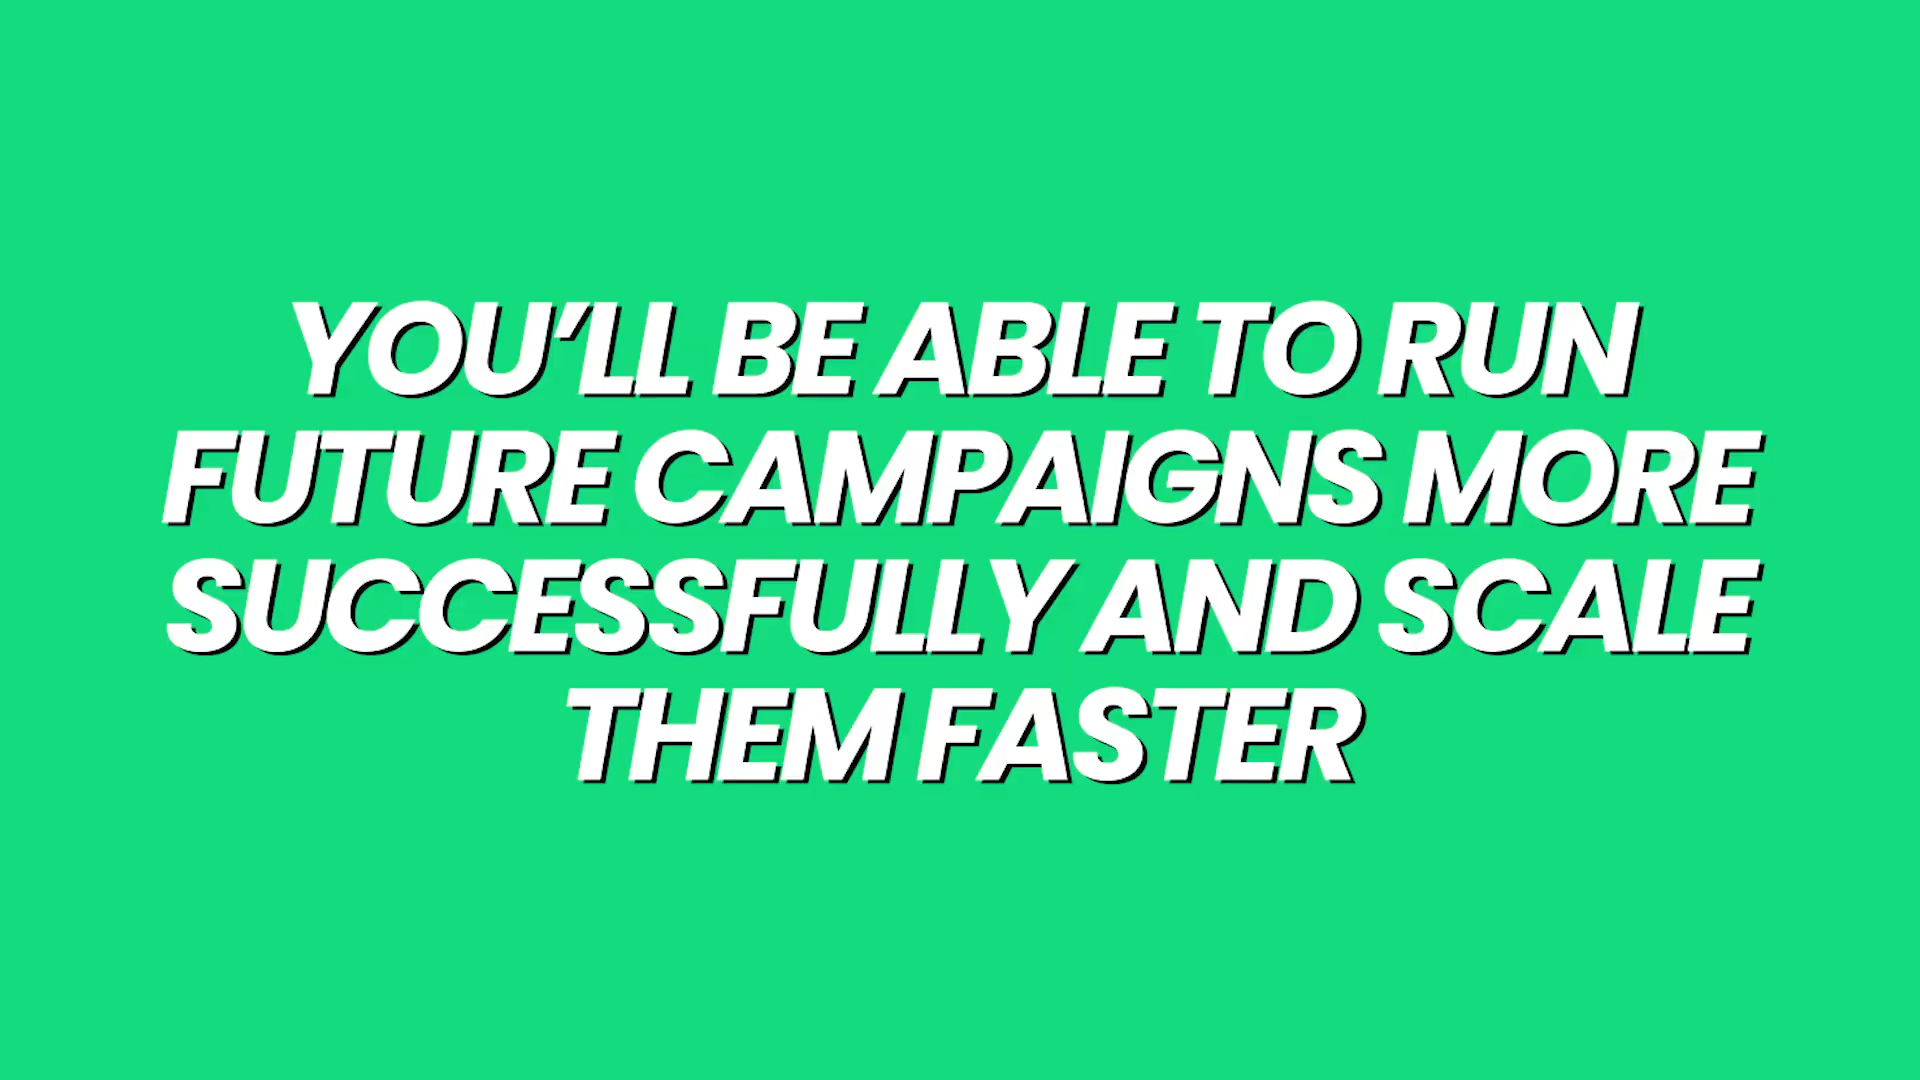 YOU’LL BE ABLE TO RUN
FUTURE CAMPAIGNS MORE
SUCCESSFULLY AND SCALE
THEM FASTER